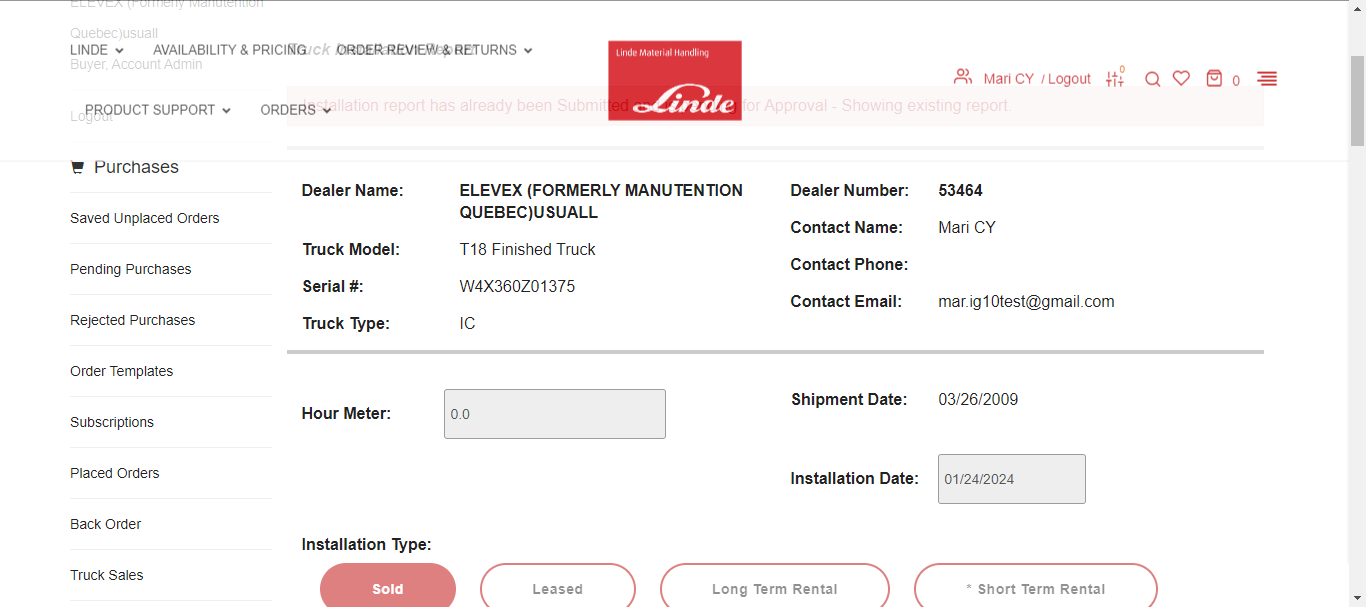 ELEVEX (Formerly Manutention
Quebec)usuall
Buyer, Account Admin
Logout
LINDE
AVAILABILITY & PRICING
ORDER REVIEW & RETURNS
PRODUCT SUPPORT
ORDERS
Linde Material Handling
Linde
Mari CY / Logout
0
0
Truck Installation Report
Installation report has already been Submitted for Approval - Showing existing report.
Purchases
Saved Unplaced Orders
Pending Purchases
Rejected Purchases
Order Templates
Subscriptions
Placed Orders
Back Order
Truck Sales
Dealer Name: ELEVEX (FORMERLY MANUTENTION
QUEBEC)USUALL
Truck Model: T18 Finished Truck
Serial #: W4X360Z01375
Truck Type: IC
Dealer Number: 53464
Contact Name: Mari CY
Contact Phone:
Contact Email: mar.ig10test@gmail.com
Hour Meter: 0.0
Shipment Date: 03/26/2009
Installation Date: 01/24/2024
Installation Type:
Sold
Leased
Long Term Rental
* Short Term Rental